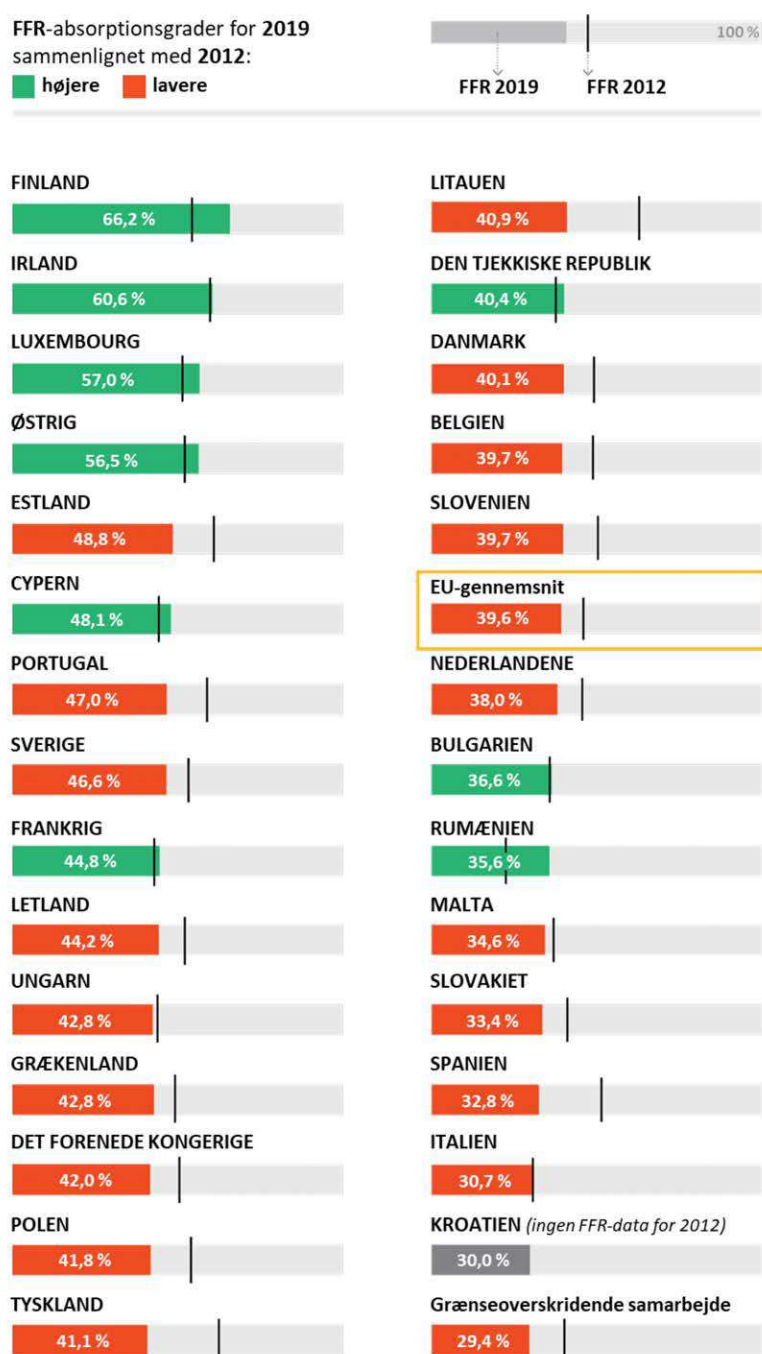 FFR-absorptionsgrader for 2019
sammenlignet med 2012:
højere lavere
100 %
FFR 2019 FFR 2012
FINLAND
66,2 %
IRLAND
60,6 %
LUXEMBOURG
57,0 %
ØSTRIG
56,5 %
ESTLAND
48,8 %
CYPERN
48,1 %
PORTUGAL
47,0 %
SVERIGE
46,6 %
FRANKRIG
44,8 %
LETLAND
44,2 %
UNGARN
42,8 %
GRÆKENLAND
42,8 %
DET FORENEDE KONGERIGE
42,0 %
POLEN
41,8 %
TYSKLAND
41,1 %
LITAUEN
40,9 %
DEN TJEKKISKE REPUBLIK
40,4 %
DANMARK
40,1 %
BELGIEN
39,7 %
SLOVENIEN
39,7 %
EU-gennemsnit
39,6 %
NEDERLANDENE
38,0 %
BULGARIEN
36,6 %
RUMÆNIEN
35,6 %
MALTA
34,6 %
SLOVAKIET
33,4 %
SPANIEN
32,8 %
ITALIEN
30,7 %
KROATIEN (ingen FFR-data for 2012)
30,0 %
Grænseoverskridende samarbejde
29,4 %